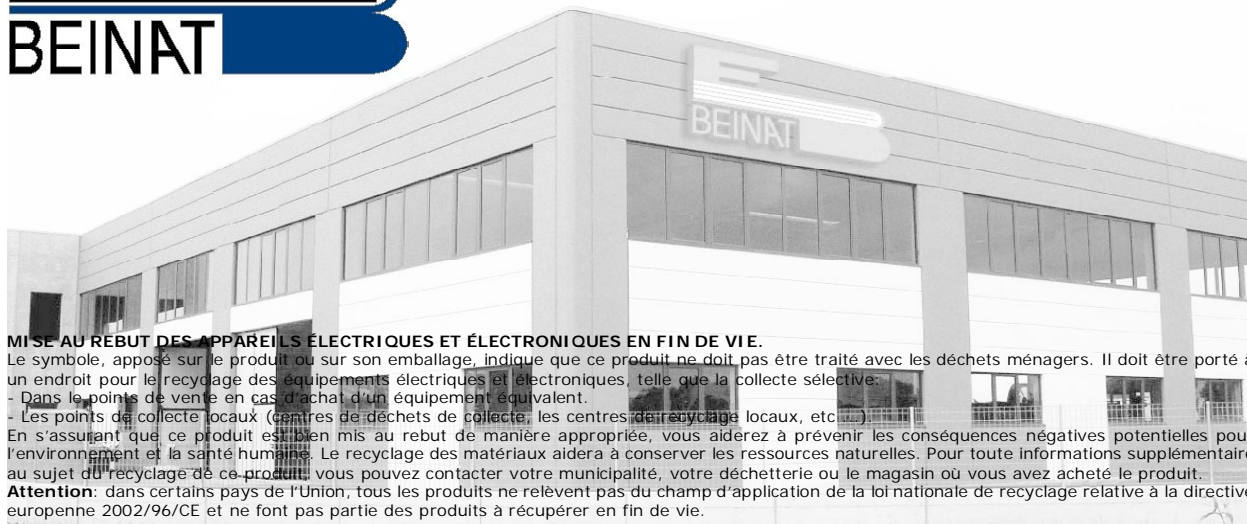 BEINAT
BEINAT
MISE AU REBUT DES APPAREILS ÉLECTRIQUES ET ÉLECTRONIQUES EN FIN DE VIE.
Le symbole, apposé sur le produit ou sur son emballage, indique que ce produit ne doit pas être traité avec les déchets ménagers. Il doit être porté à
un endroit pour le recyclage des équipements électriques et électroniques, telle que la collecte sélective:
- Dans le points de vente en cas d'achat d'un équipement équivalent.
- Les points de collecte locaux (centres de déchets de collecte, les centres de recyclage locaux, etc ...).
En s'assurant que ce produit est bien mis au rebut de manière appropriée, vous aiderez à prévenir les conséquences négatives potentielles pou
l'environnement et la santé humaine. Le recyclage des matériaux aidera à conserver les ressources naturelles. Pour toute informations supplémentaire
au sujet du recyclage de ce produit, vous pouvez contacter votre municipalité, votre déchetterie ou le magasin où vous avez acheté le produit.
Attention: dans certains pays de l'Union, tous les produits ne relèvent pas du champ d'application de la loi nationale de recyclage relative à la directive
europenne 2002/96/CE et ne font pas partie des produits à récupérer en fin de vie.